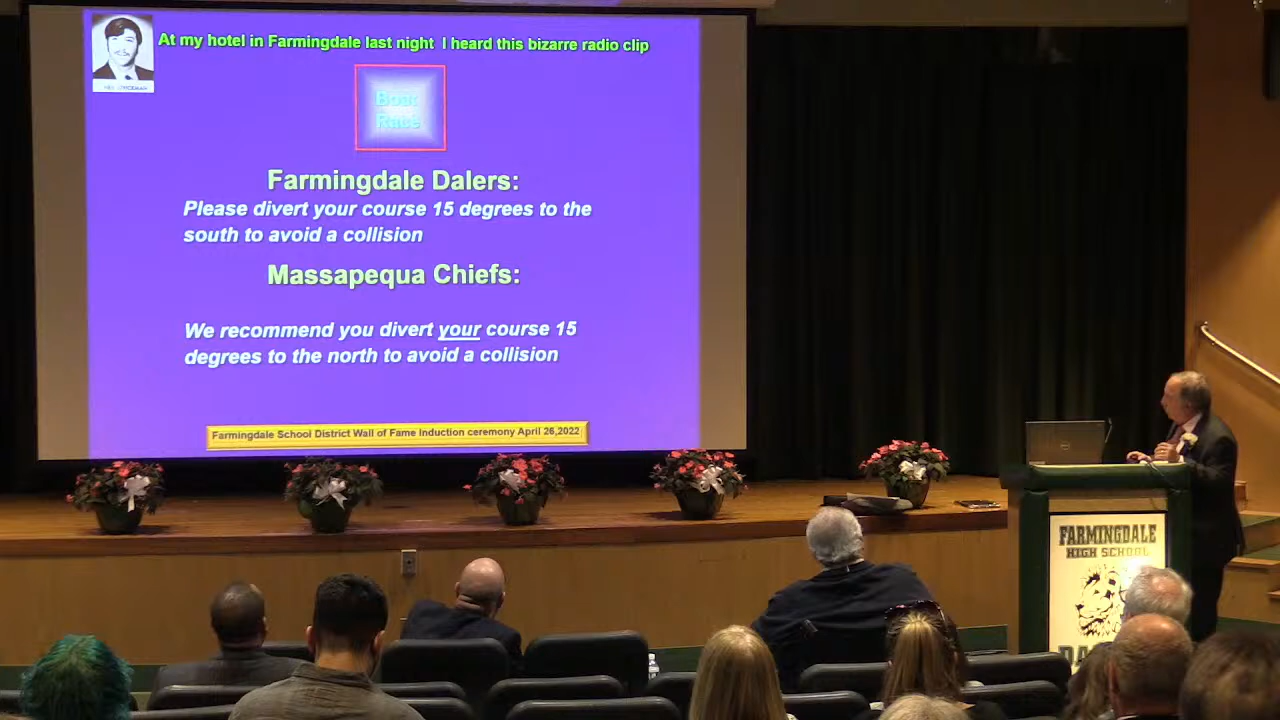 At my hotel in Farmingdale last night I heard this bizarre radio clip
Boat
Race
Farmingdale Dalers:
Please divert your course 15 degrees to the
south to avoid a collision
Massapequa Chiefs:
We recommend you divert your course 15
degrees to the north to avoid a collision
Farmingdale School District Wall of Fame Induction ceremony April 26,2022
FARMINGDALE
HIGH SCHOOL